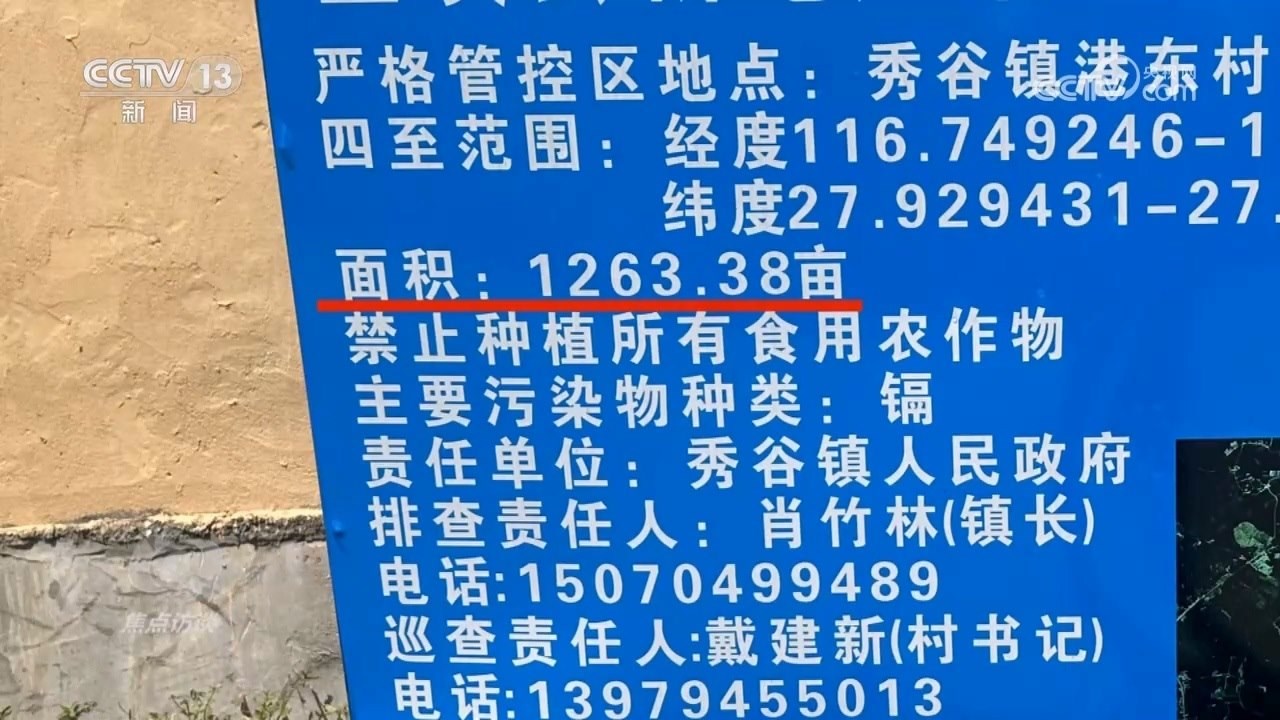 CCTV 13
新闻
央视网
CCTV.com
严格管控区地点：秀谷镇港东村
四至范围：经度116.749246-1
纬度27.929431-27.
面积：1263.38亩
禁止种植所有食用农作物
主要污染物种类：镉
责任单位：秀谷镇人民政府
排查责任人：肖竹林(镇长)
电话:15070499489
巡查责任人:戴建新(村书记)
电话:13979455013
焦点访谈